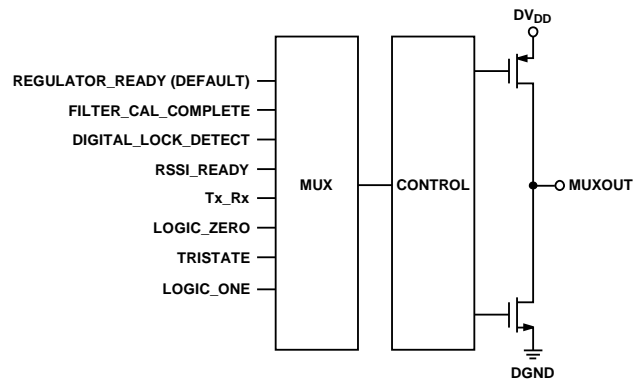 DVDD
REGULATOR_READY (DEFAULT)
FILTER_CAL_COMPLETE
DIGITAL_LOCK_DETECT
RSSI_READY
Tx_Rx
LOGIC_ZERO
TRISTATE
LOGIC_ONE
MUX
CONTROL
MUXOUT
DGND